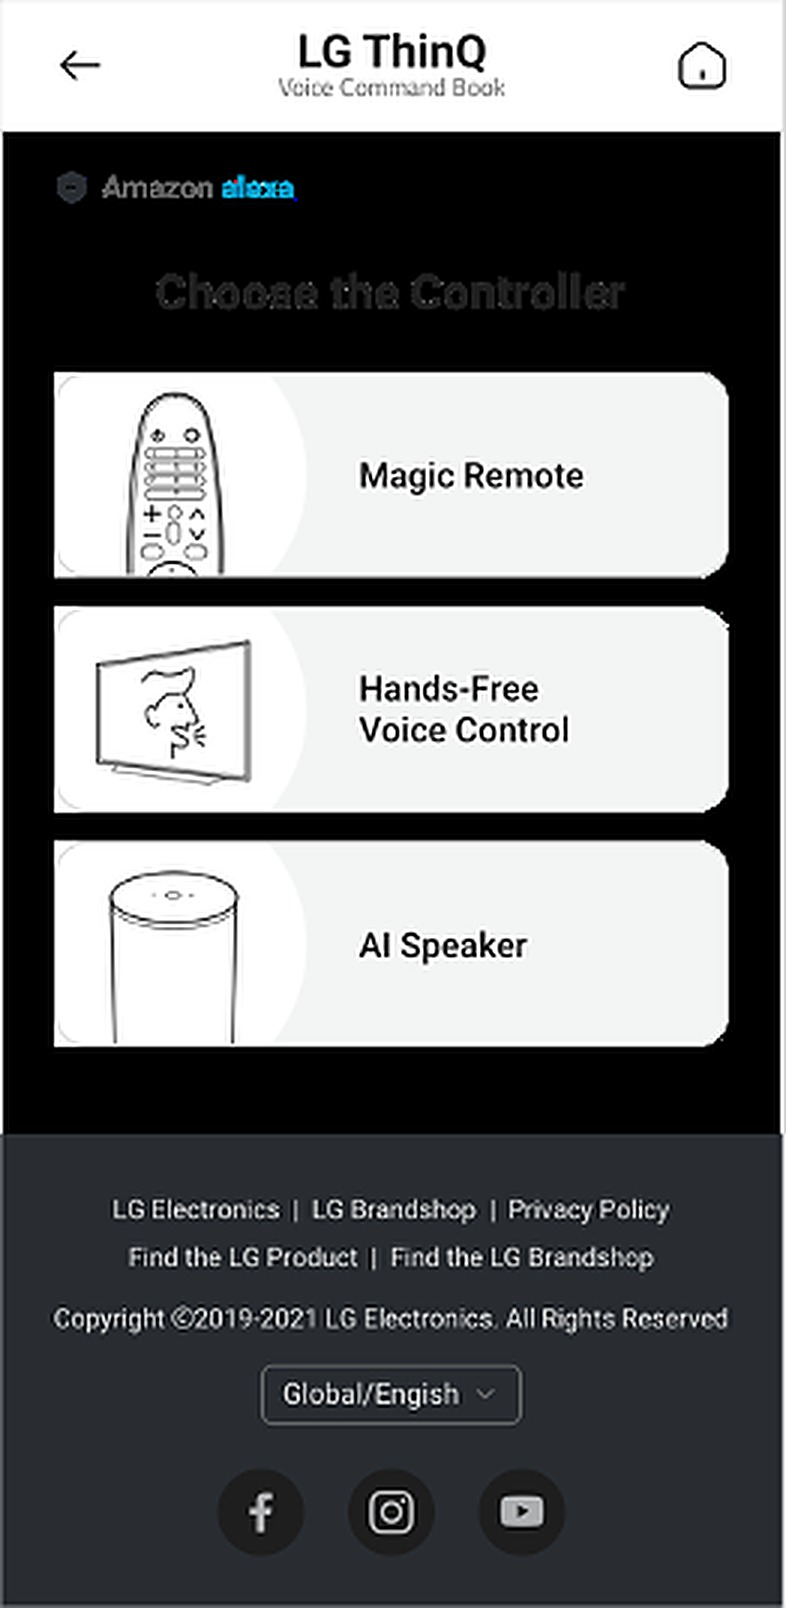 LG ThinQ
Voice Command Book
Amazon alexa
Choose the Controller
Magic Remote
Hands-Free
Voice Control
AI Speaker
LG Electronics | LG Brandshop | Privacy Policy
Find the LG Product | Find the LG Brandshop
Copyright ©2019-2021 LG Electronics. All Rights Reserved
Global/Engish